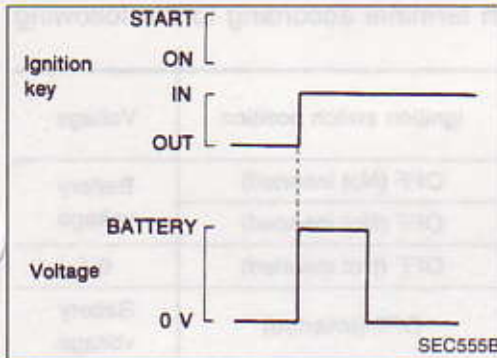 START
ON
Ignition
key
IN
OUT
BATTERY
Voltage
0 V
SEC555B